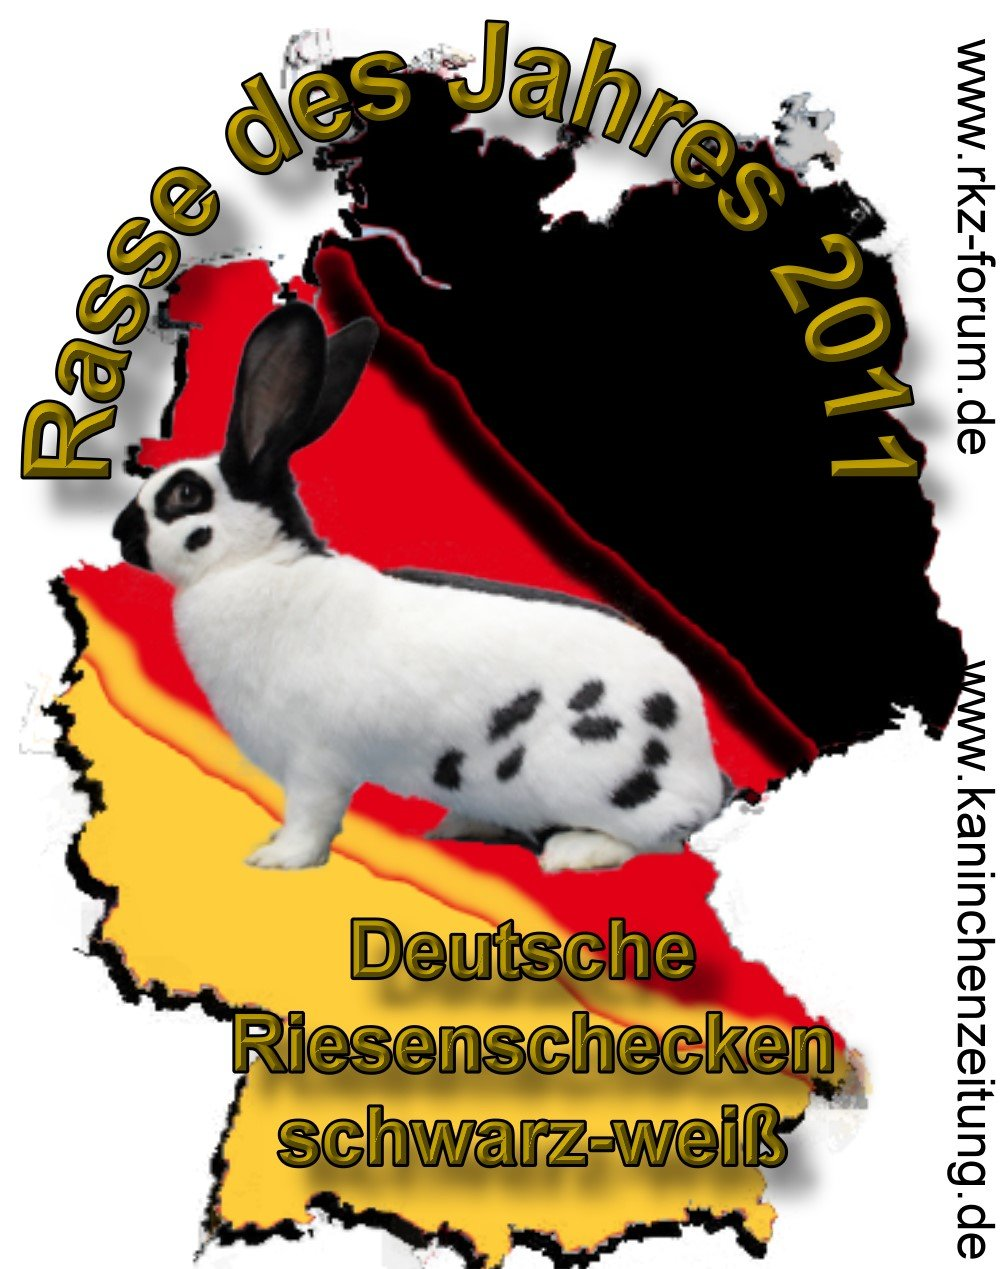 Rasse des Jahres 2011
Deutsche
Riesenschecken
schwarz-weiß
www.rkz-forum.de
www.kaninchenzeitung.de